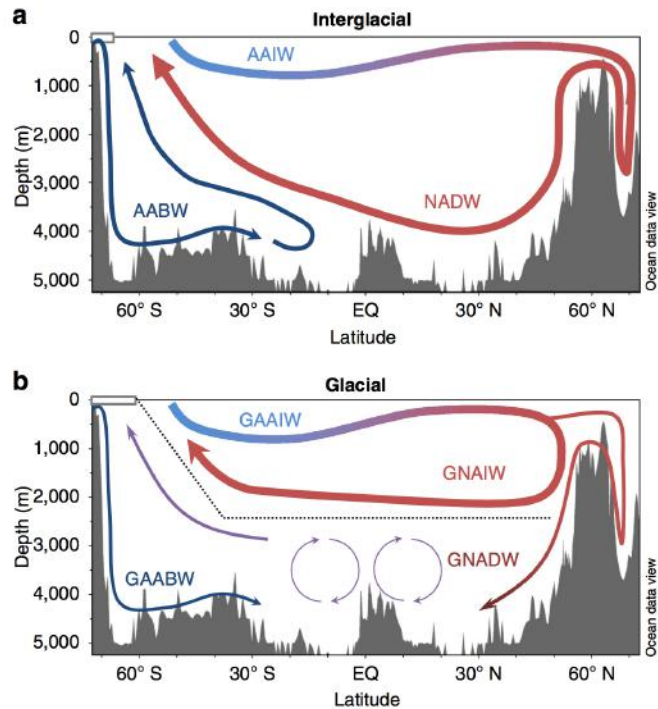 a
Interglacial
0
1,000
2,000
3,000
4,000
5,000
Depth (m)
AAIW
AABW
NADW
Ocean data view
60° S
30° S
EQ
30° N
60° N
Latitude
b
Glacial
0
1,000
2,000
3,000
4,000
5,000
Depth (m)
GAAIW
GNAIW
GAABW
GNADW
Ocean data view
60° S
30° S
EQ
30° N
60° N
Latitude